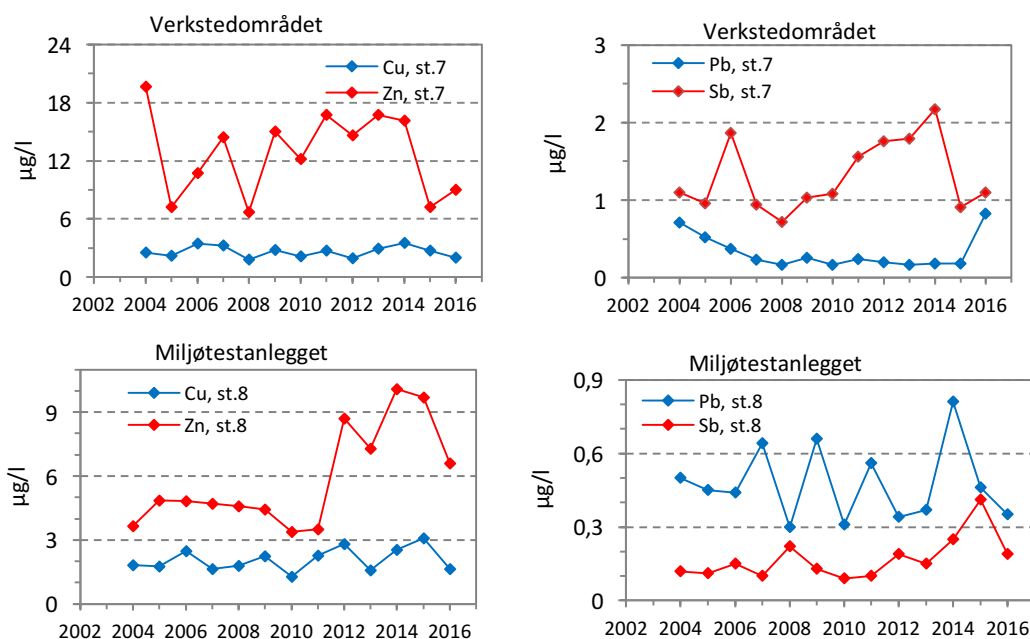 Verkstedområdet
24
18
12
6
0
µg/l
Cu, st.7
Zn, st.7
2002 2004 2006 2008 2010 2012 2014 2016
Verkstedområdet
3
2
1
0
µg/l
Pb, st.7
Sb, st.7
2002 2004 2006 2008 2010 2012 2014 2016
Miljøtestanlegget
9
6
3
0
µg/l
Cu, st.8
Zn, st.8
2002 2004 2006 2008 2010 2012 2014 2016
Miljøtestanlegget
0,9
0,6
0,3
0
µg/l
Pb, st.8
Sb, st.8
2002 2004 2006 2008 2010 2012 2014 2016